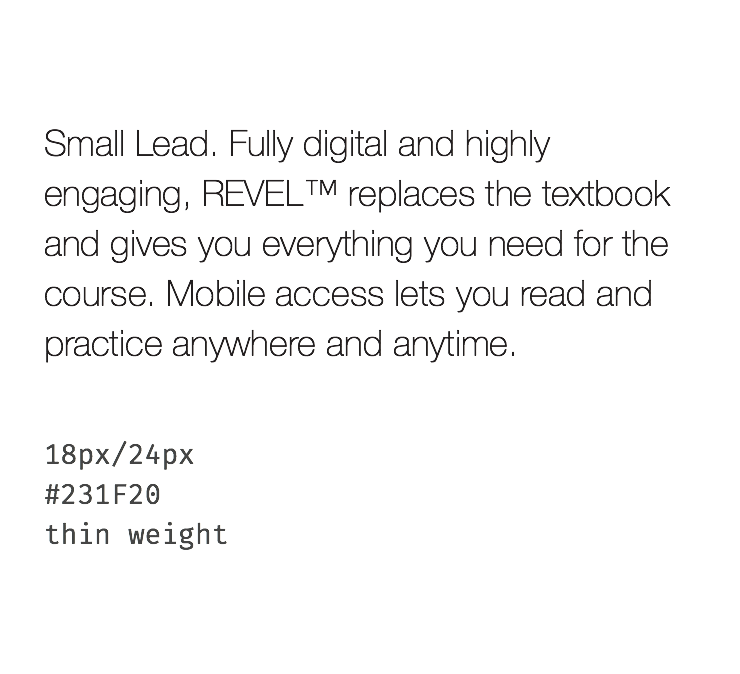 Small Lead. Fully digital and highly
engaging, REVEL™ replaces the textbook
and gives you everything you need for the
course. Mobile access lets you read and
practice anywhere and anytime.
18px/24px
#231F20
thin weight